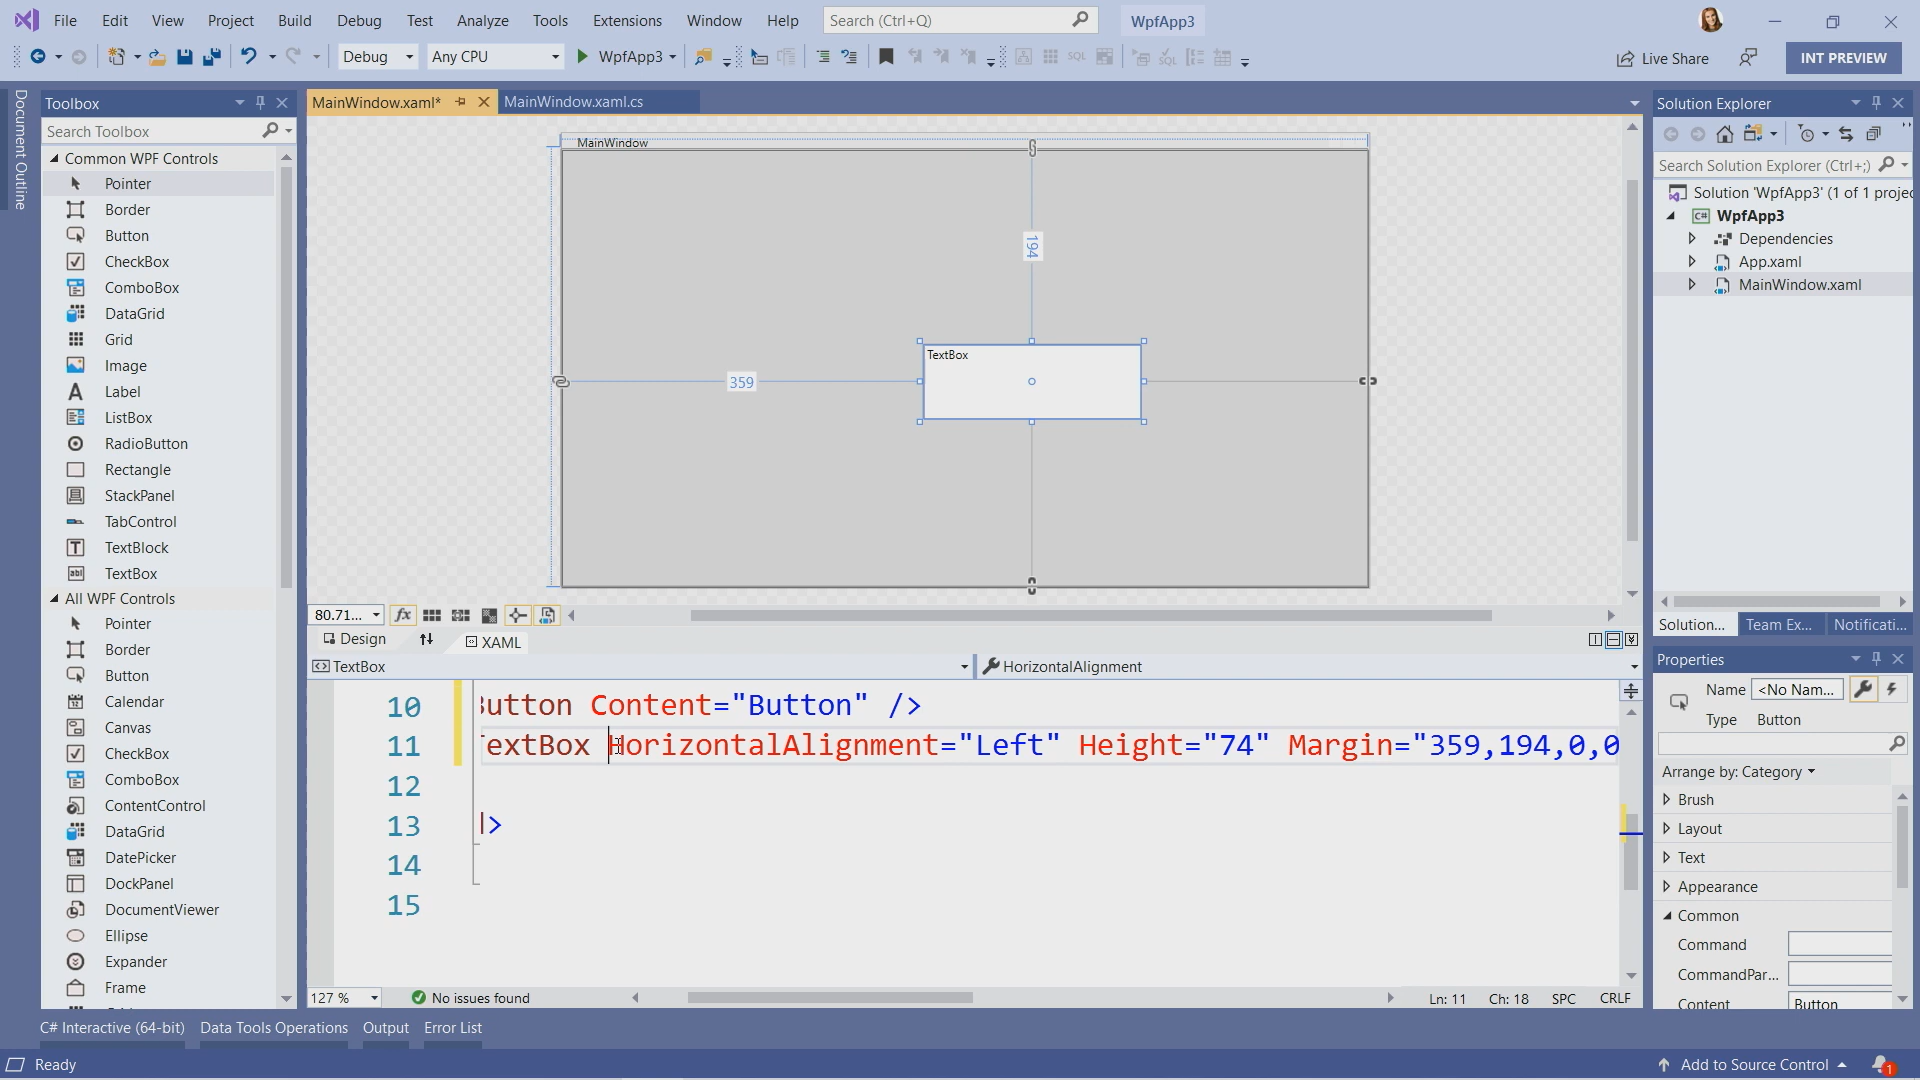 File Edit View Project Build Debug Test Analyze Tools Extensions Window Help Search (Ctrl+Q) WpfApp3
Debug Any CPU WpfApp3 SQL SQL Live Share INT PREVIEW
Document Outline
Toolbox
Search Toolbox
Common WPF Controls
Pointer
Border
Button
CheckBox
ComboBox
DataGrid
Grid
Image
Label
ListBox
RadioButton
Rectangle
StackPanel
TabControl
TextBlock
TextBox
All WPF Controls
Pointer
Border
Button
Calendar
Canvas
CheckBox
ComboBox
ContentControl
DataGrid
DatePicker
DockPanel
DocumentViewer
Ellipse
Expander
Frame
MainWindow.xaml* MainWindow.xaml.cs
MainWindow
194
TextBox
359
80.71... fx
Design XAML
TextBox HorizontalAlignment
10 Button Content="Button" />
11 TextBox HorizontalAlignment="Left" Height="74" Margin="359,194,0,0
12
13 >
14
15
127 % No issues found Ln: 11 Ch: 18 SPC CRLF
Solution Explorer
Search Solution Explorer (Ctrl+;)
Solution 'WpfApp3' (1 of 1 projec
C# WpfApp3
Dependencies
App.xaml
MainWindow.xaml
Solution... Team Ex... Notificati...
Properties
Name <No Nam...
Type Button
Arrange by: Category
Brush
Layout
Text
Appearance
Common
Command
CommandPar...
Content Button
C# Interactive (64-bit) Data Tools Operations Output Error List
Ready Add to Source Control 1